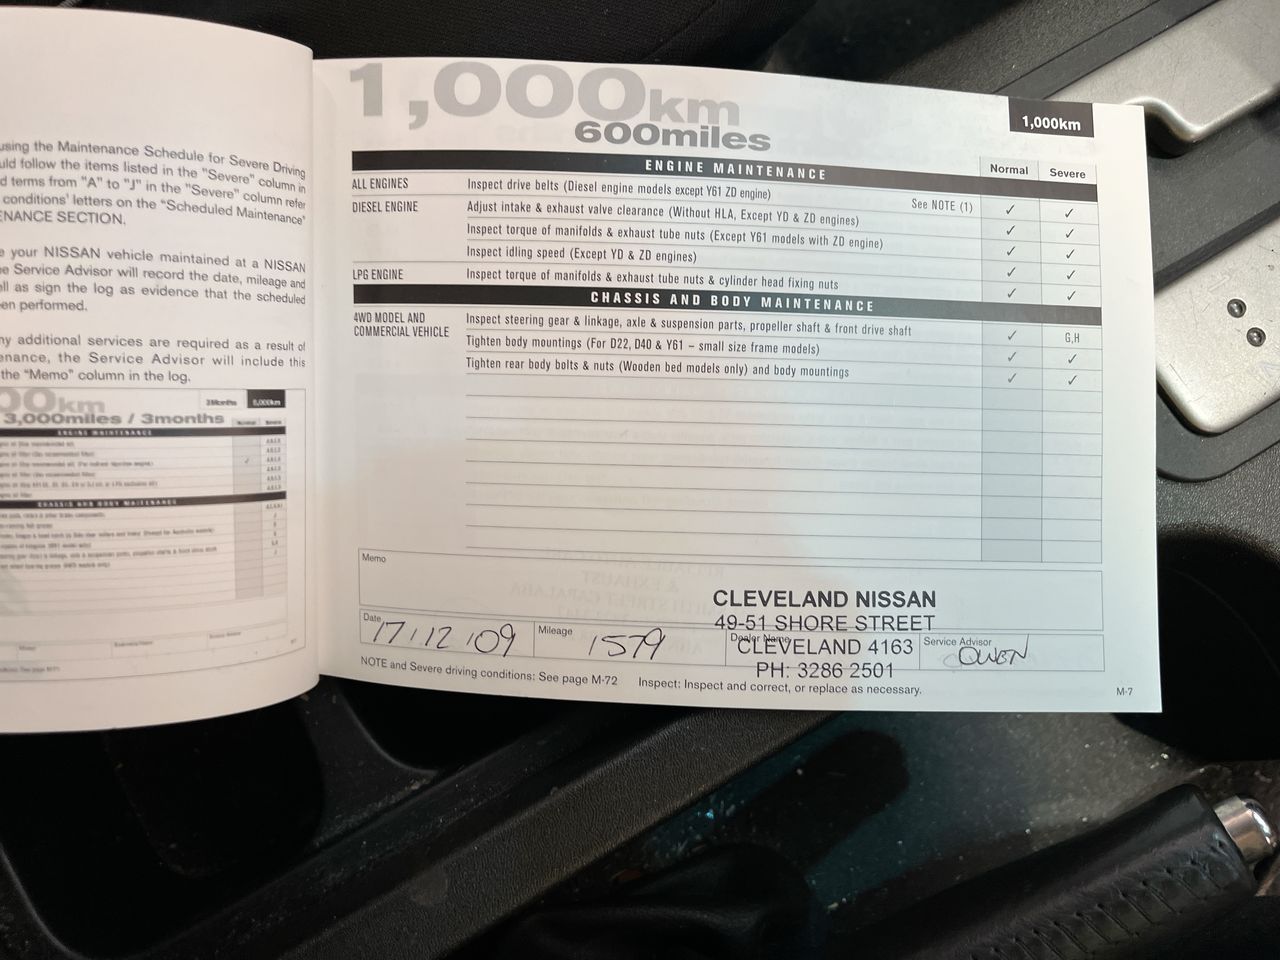 using the Maintenance Schedule for Severe Driving
uld follow the items listed in the "Severe" column in
d terms from "A" to "J" in the "Severe" column refer
conditions' letters on the "Scheduled Maintenance"
ENANCE SECTION.
e your NISSAN vehicle maintained at a NISSAN
e Service Advisor will record the date, mileage and
ell as sign the log as evidence that the scheduled
en performed.
ny additional services are required as a result of
enance, the Service Advisor will include this
the "Memo" column in the log.
00km
3,000miles / 3months
1,000km
600miles
1,000km
ENGINE MAINTENANCE Normal Severe
ALL ENGINES Inspect drive belts (Diesel engine models except Y61 ZD engine) See NOTE (1) ✓ ✓
DIESEL ENGINE Adjust intake & exhaust valve clearance (Without HLA, Except YD & ZD engines) ✓ ✓
Inspect torque of manifolds & exhaust tube nuts (Except Y61 models with ZD engine) ✓ ✓
Inspect idling speed (Except YD & ZD engines) ✓ ✓
LPG ENGINE Inspect torque of manifolds & exhaust tube nuts & cylinder head fixing nuts ✓ ✓
CHASSIS AND BODY MAINTENANCE
4WD MODEL AND Inspect steering gear & linkage, axle & suspension parts, propeller shaft & front drive shaft ✓ G,H
COMMERCIAL VEHICLE Tighten body mountings (For D22, D40 & Y61 – small size frame models) ✓ ✓
Tighten rear body bolts & nuts (Wooden bed models only) and body mountings ✓ ✓
Memo
CLEVELAND NISSAN
49-51 SHORE STREET
CLEVELAND 4163
PH: 3286 2501
Date 17/12/09 Mileage 1579 Dealer Name Service Advisor OWEN
NOTE and Severe driving conditions: See page M-72 Inspect: Inspect and correct, or replace as necessary.
M-7